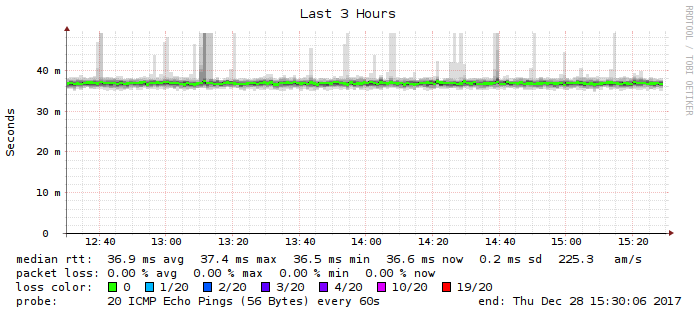 Last 3 Hours
RRDTOOL / TOBI OETIKER
Seconds
40 m
30 m
20 m
10 m
0
12:40 13:00 13:20 13:40 14:00 14:20 14:40 15:00 15:20
median rtt: 36.9 ms avg 37.4 ms max 36.5 ms min 36.6 ms now 0.2 ms sd 225.3 am/s
packet loss: 0.00 % avg 0.00 % max 0.00 % min 0.00 % now
loss color: 0 1/20 2/20 3/20 4/20 10/20 19/20
probe: 20 ICMP Echo Pings (56 Bytes) every 60s end: Thu Dec 28 15:30:06 2017